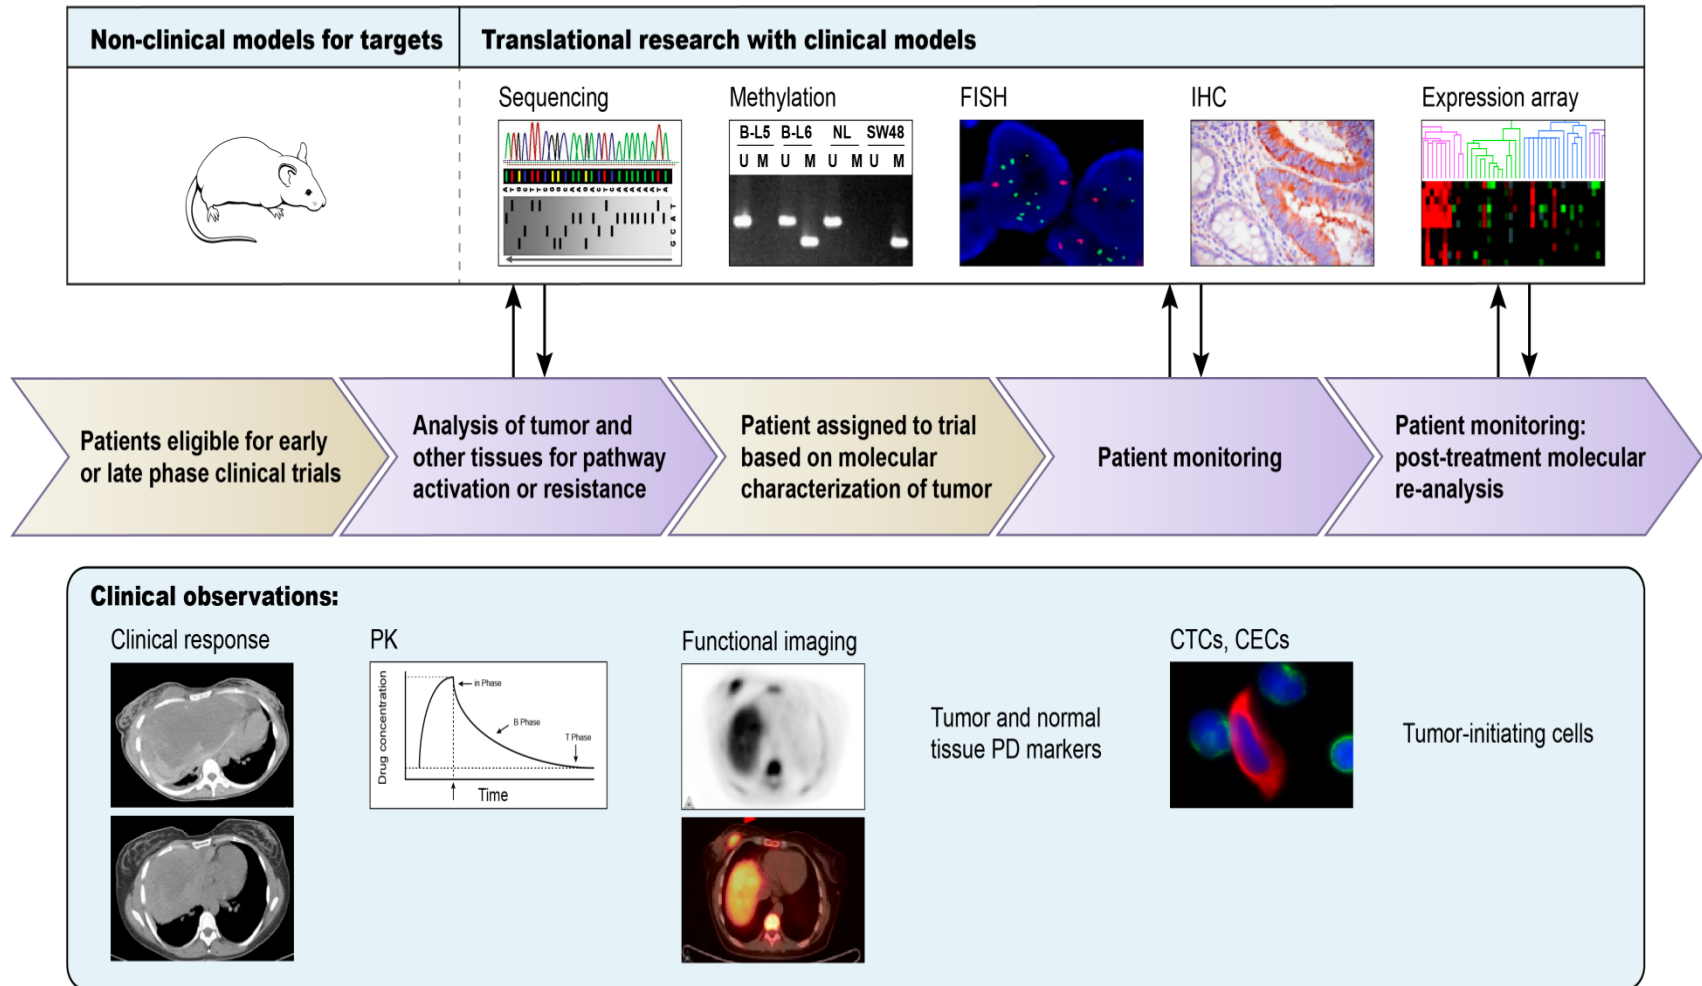 Non-clinical models for targets
Translational research with clinical models
Sequencing
Methylation
FISH
IHC
Expression array
B-L5 B-L6 NL SW48
U M U M U M U M
T
A
C
G
Patients eligible for early
or late phase clinical trials
Analysis of tumor and
other tissues for pathway
activation or resistance
Patient assigned to trial
based on molecular
characterization of tumor
Patient monitoring
Patient monitoring:
post-treatment molecular
re-analysis
Clinical observations:
Clinical response
PK
Drug concentration
in Phase
B Phase
T Phase
Time
Functional imaging
Tumor and normal
tissue PD markers
CTCs, CECs
Tumor-initiating cells